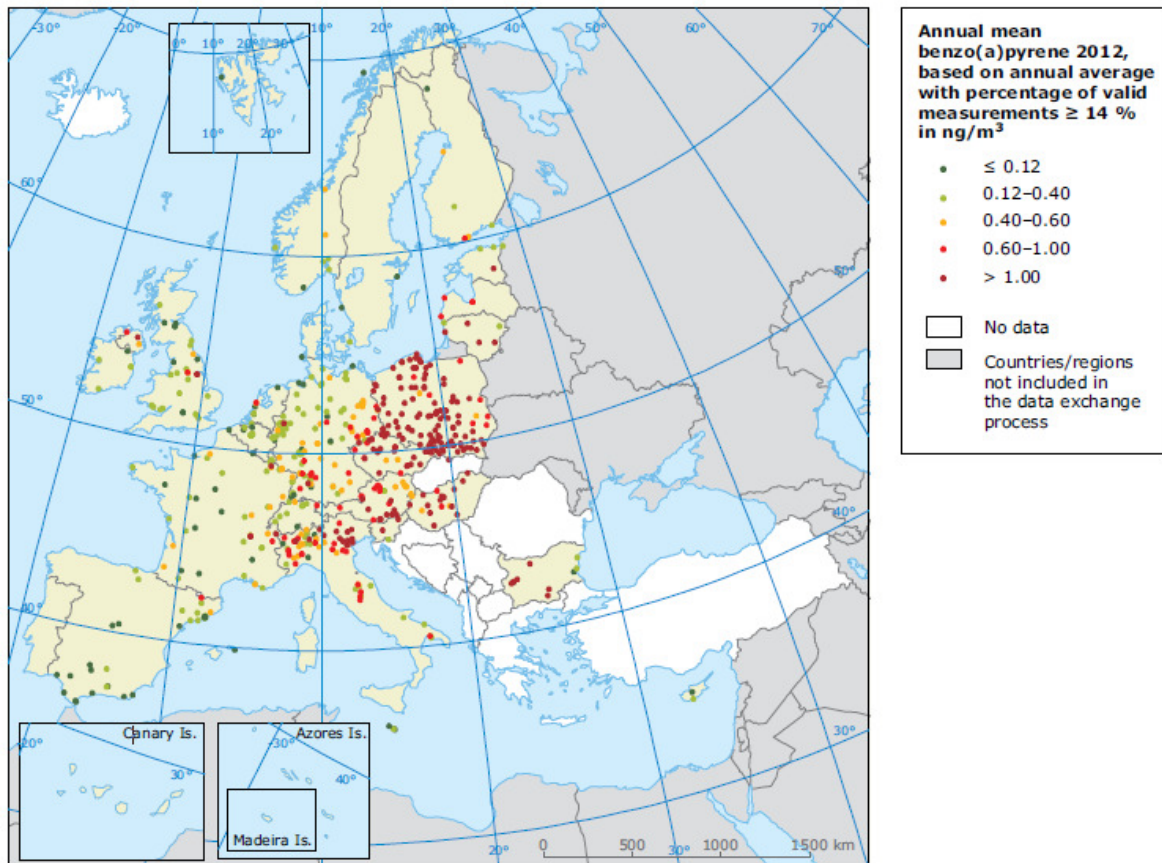 -30°
-20°
-10°
0°
10°
20°
30°
40°
50°
60°
70°
0°
10°
20°
30°
10°
20°
60°
50°
50°
40°
40°
30°
Canary Is.
20°
30°
Azores Is.
-30°
40°
Madeira Is.
0 500 1000 1500 km
10°
20°
30°
Annual mean
benzo(a)pyrene 2012,
based on annual average
with percentage of valid
measurements ≥ 14 %
in ng/m³
≤ 0.12
0.12–0.40
0.40–0.60
0.60–1.00
> 1.00
No data
Countries/regions
not included in
the data exchange
process